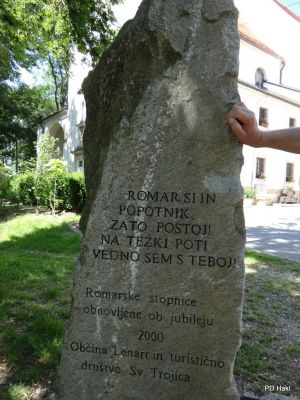 ROMAR SI IN
POPOTNIK,
ZATO POSTOJ!
NA TEŽKI POTI
VEDNO SEM S TEBOJ!
Romarske stopnice -
obnovljene ob jubileju
2000
Občina Lenart in turistično
društvo Sv. Trojica
PD Hakl